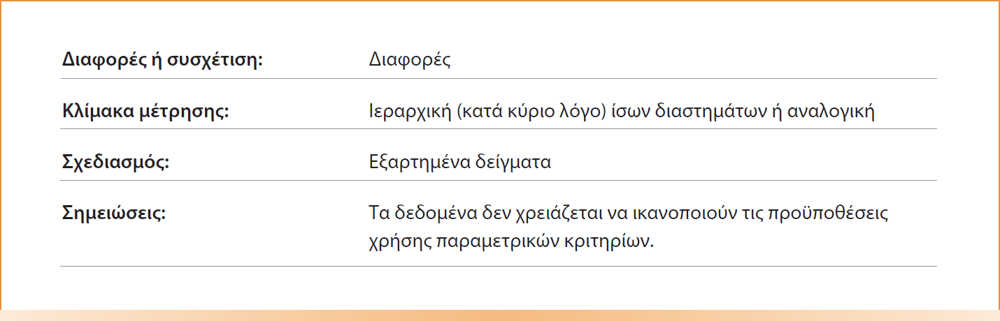 Διαφορές ή συσχέτιση: Διαφορές
Κλίμακα μέτρησης: Ιεραρχική (κατά κύριο λόγο) ίσων διαστημάτων ή αναλογική
Σχεδιασμός: Εξαρτημένα δείγματα
Σημειώσεις: Τα δεδομένα δεν χρειάζεται να ικανοποιούν τις προϋποθέσεις
χρήσης παραμετρικών κριτηρίων.